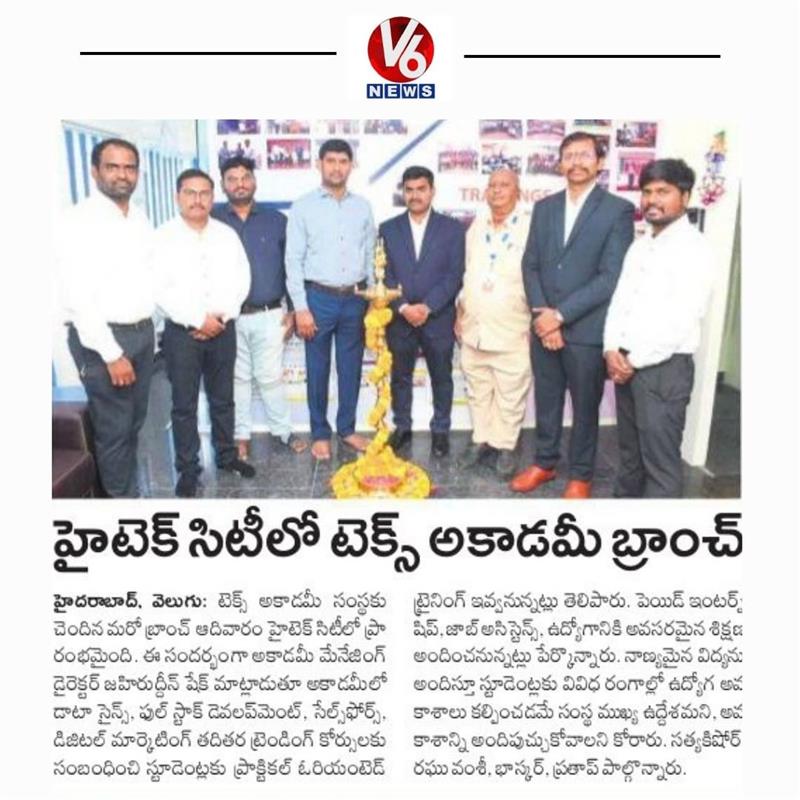 V6
NEWS
TRAININGS
హైటెక్ సిటీలో టెక్స్ అకాడమీ బ్రాంచ్
హైదరాబాద్, వెలుగు: టెక్స్ అకాడమీ సంస్థకు
చెందిన మరో బ్రాంచ్ ఆదివారం హైటెక్ సిటీలో ప్రా
రంభమైంది. ఈ సందర్భంగా అకాడమీ మేనేజింగ్
డైరెక్టర్ జహిరుద్దీన్ షేక్ మాట్లాడుతూ అకాడమీలో
డాటా సైన్స్, ఫుల్ స్టాక్ డెవలప్‌మెంట్, సేల్స్‌ఫోర్స్,
డిజిటల్ మార్కెటింగ్ తదితర ట్రెండింగ్ కోర్సులకు
సంబంధించి స్టూడెంట్లకు ప్రాక్టికల్ ఓరియంటెడ్
ట్రైనింగ్ ఇవ్వనున్నట్లు తెలిపారు. పెయిడ్ ఇంటర్న్
షిప్, జాబ్ అసిస్టెన్స్, ఉద్యోగానికి అవసరమైన శిక్షణ
అందించనున్నట్లు పేర్కొన్నారు. నాణ్యమైన విద్యను
అందిస్తూ స్టూడెంట్లకు వివిధ రంగాల్లో ఉద్యోగ అవ
కాశాలు కల్పించడమే సంస్థ ముఖ్య ఉద్దేశమని, అవ
కాశాన్ని అందిపుచ్చుకోవాలని కోరారు. సత్యకిషోర్
రఘు వంశీ, భాస్కర్, ప్రతాప్ పాల్గొన్నారు.